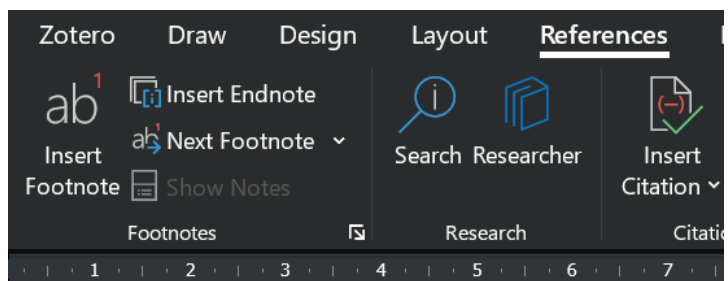 Zotero Draw Design Layout References
ab1
Insert Footnote
Insert Endnote
ab Next Footnote
Show Notes
Footnotes
Search
Researcher
Research
Insert Citation
1 2 3 4 5 6 7